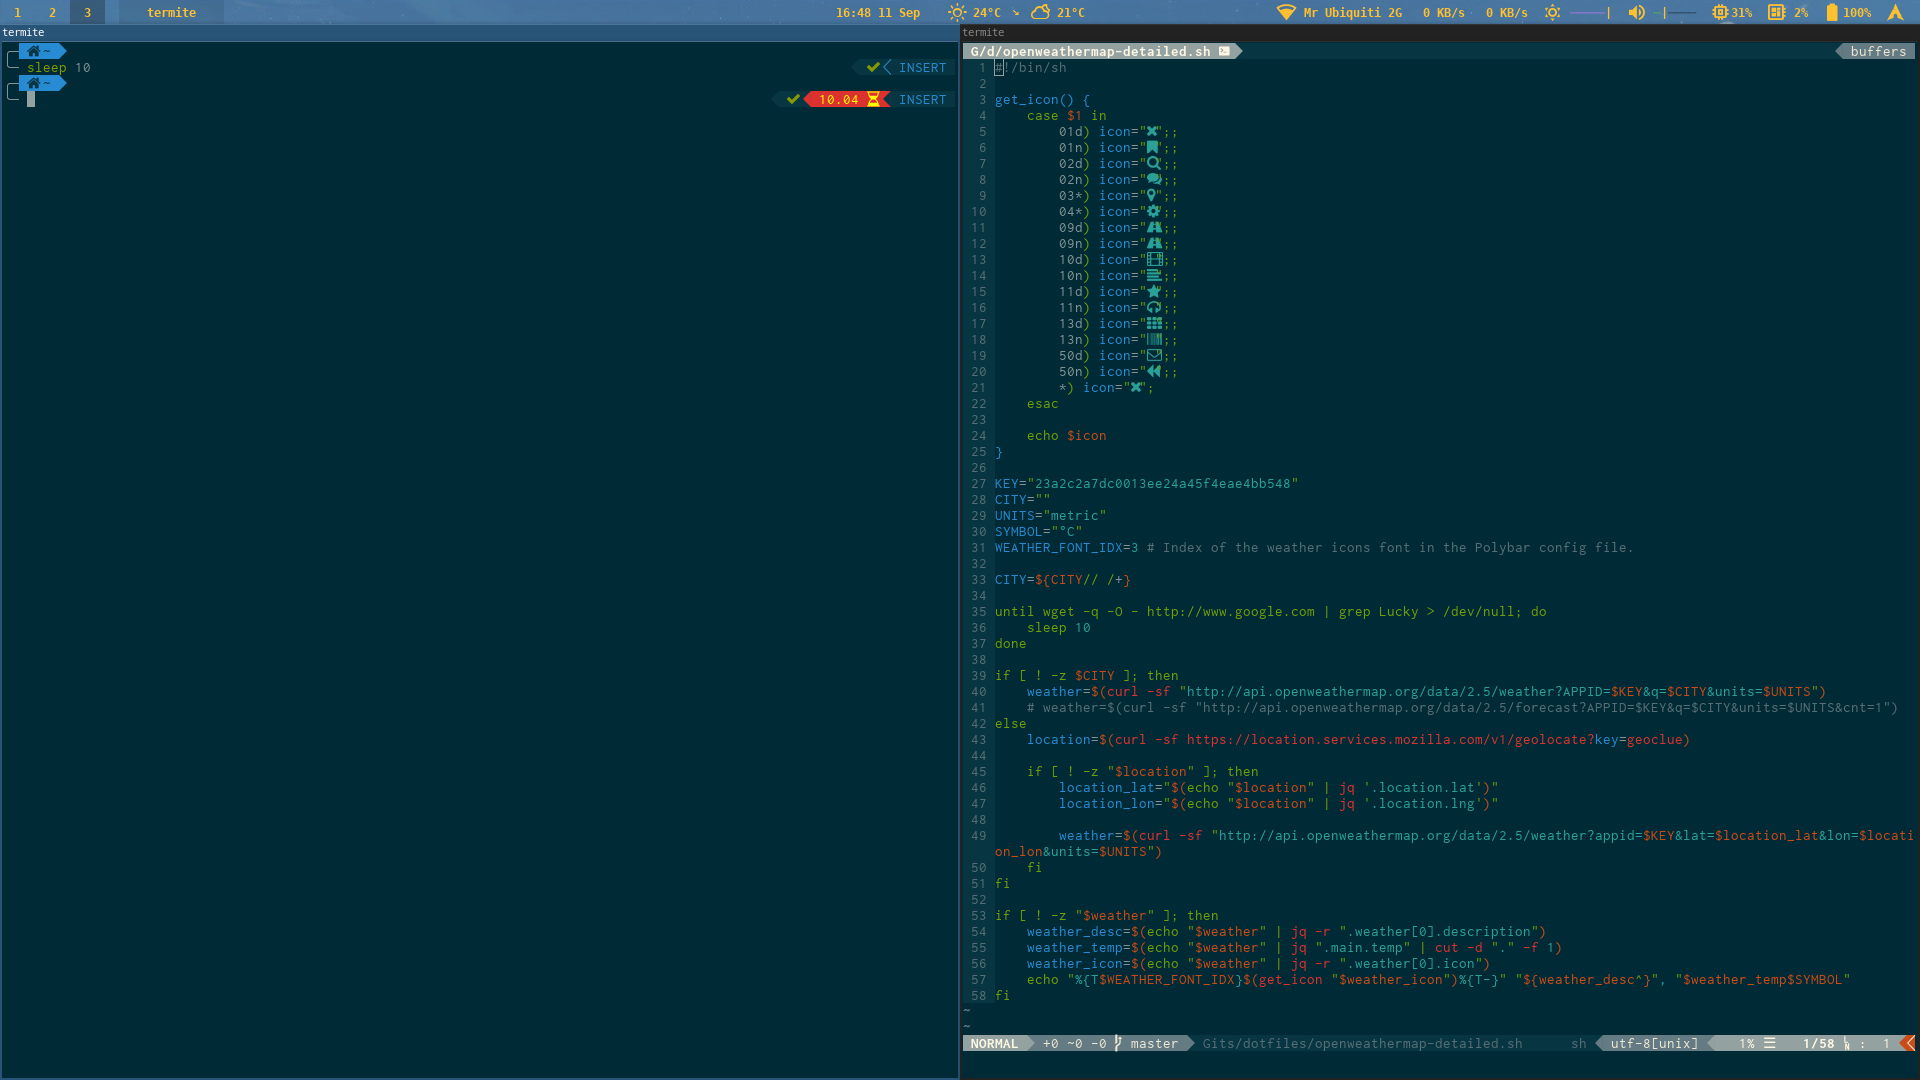 1 2 3 termite 16:48 11 Sep 24°C ↘ 21°C Mr Ubiquiti 2G 0 KB/s 0 KB/s 31% 2% 100%
termite
~
sleep 10 INSERT
~
10.04 INSERT
termite
G/d/openweathermap-detailed.sh buffers
1 #!/bin/sh
2
3 get_icon() {
4 case $1 in
5 01d) icon="";;
6 01n) icon="";;
7 02d) icon="";;
8 02n) icon="";;
9 03*) icon="";;
10 04*) icon="";;
11 09d) icon="";;
12 09n) icon="";;
13 10d) icon="";;
14 10n) icon="";;
15 11d) icon="";;
16 11n) icon="";;
17 13d) icon="";;
18 13n) icon="";;
19 50d) icon="";;
20 50n) icon="";;
21 *) icon="";
22 esac
23
24 echo $icon
25 }
26
27 KEY="23a2c2a7dc0013ee24a45f4eae4bb548"
28 CITY=""
29 UNITS="metric"
30 SYMBOL="°C"
31 WEATHER_FONT_IDX=3 # Index of the weather icons font in the Polybar config file.
32
33 CITY=${CITY// /+}
34
35 until wget -q -O - http://www.google.com | grep Lucky > /dev/null; do
36 sleep 10
37 done
38
39 if [ ! -z $CITY ]; then
40 weather=$(curl -sf "http://api.openweathermap.org/data/2.5/weather?APPID=$KEY&q=$CITY&units=$UNITS")
41 # weather=$(curl -sf "http://api.openweathermap.org/data/2.5/forecast?APPID=$KEY&q=$CITY&units=$UNITS&cnt=1")
42 else
43 location=$(curl -sf https://location.services.mozilla.com/v1/geolocate?key=geoclue)
44
45 if [ ! -z "$location" ]; then
46 location_lat="$(echo "$location" | jq '.location.lat')"
47 location_lon="$(echo "$location" | jq '.location.lng')"
48
49 weather=$(curl -sf "http://api.openweathermap.org/data/2.5/weather?appid=$KEY&lat=$location_lat&lon=$locati
on_lon&units=$UNITS")
50 fi
51 fi
52
53 if [ ! -z "$weather" ]; then
54 weather_desc=$(echo "$weather" | jq -r ".weather[0].description")
55 weather_temp=$(echo "$weather" | jq ".main.temp" | cut -d "." -f 1)
56 weather_icon=$(echo "$weather" | jq -r ".weather[0].icon")
57 echo "%{T$WEATHER_FONT_IDX}$(get_icon "$weather_icon")%{T-}" "${weather_desc^}", "$weather_temp$SYMBOL"
58 fi
~
~
NORMAL +0 ~0 -0 master Gits/dotfiles/openweathermap-detailed.sh sh utf-8[unix] 1% ☰ 1/58 : 1